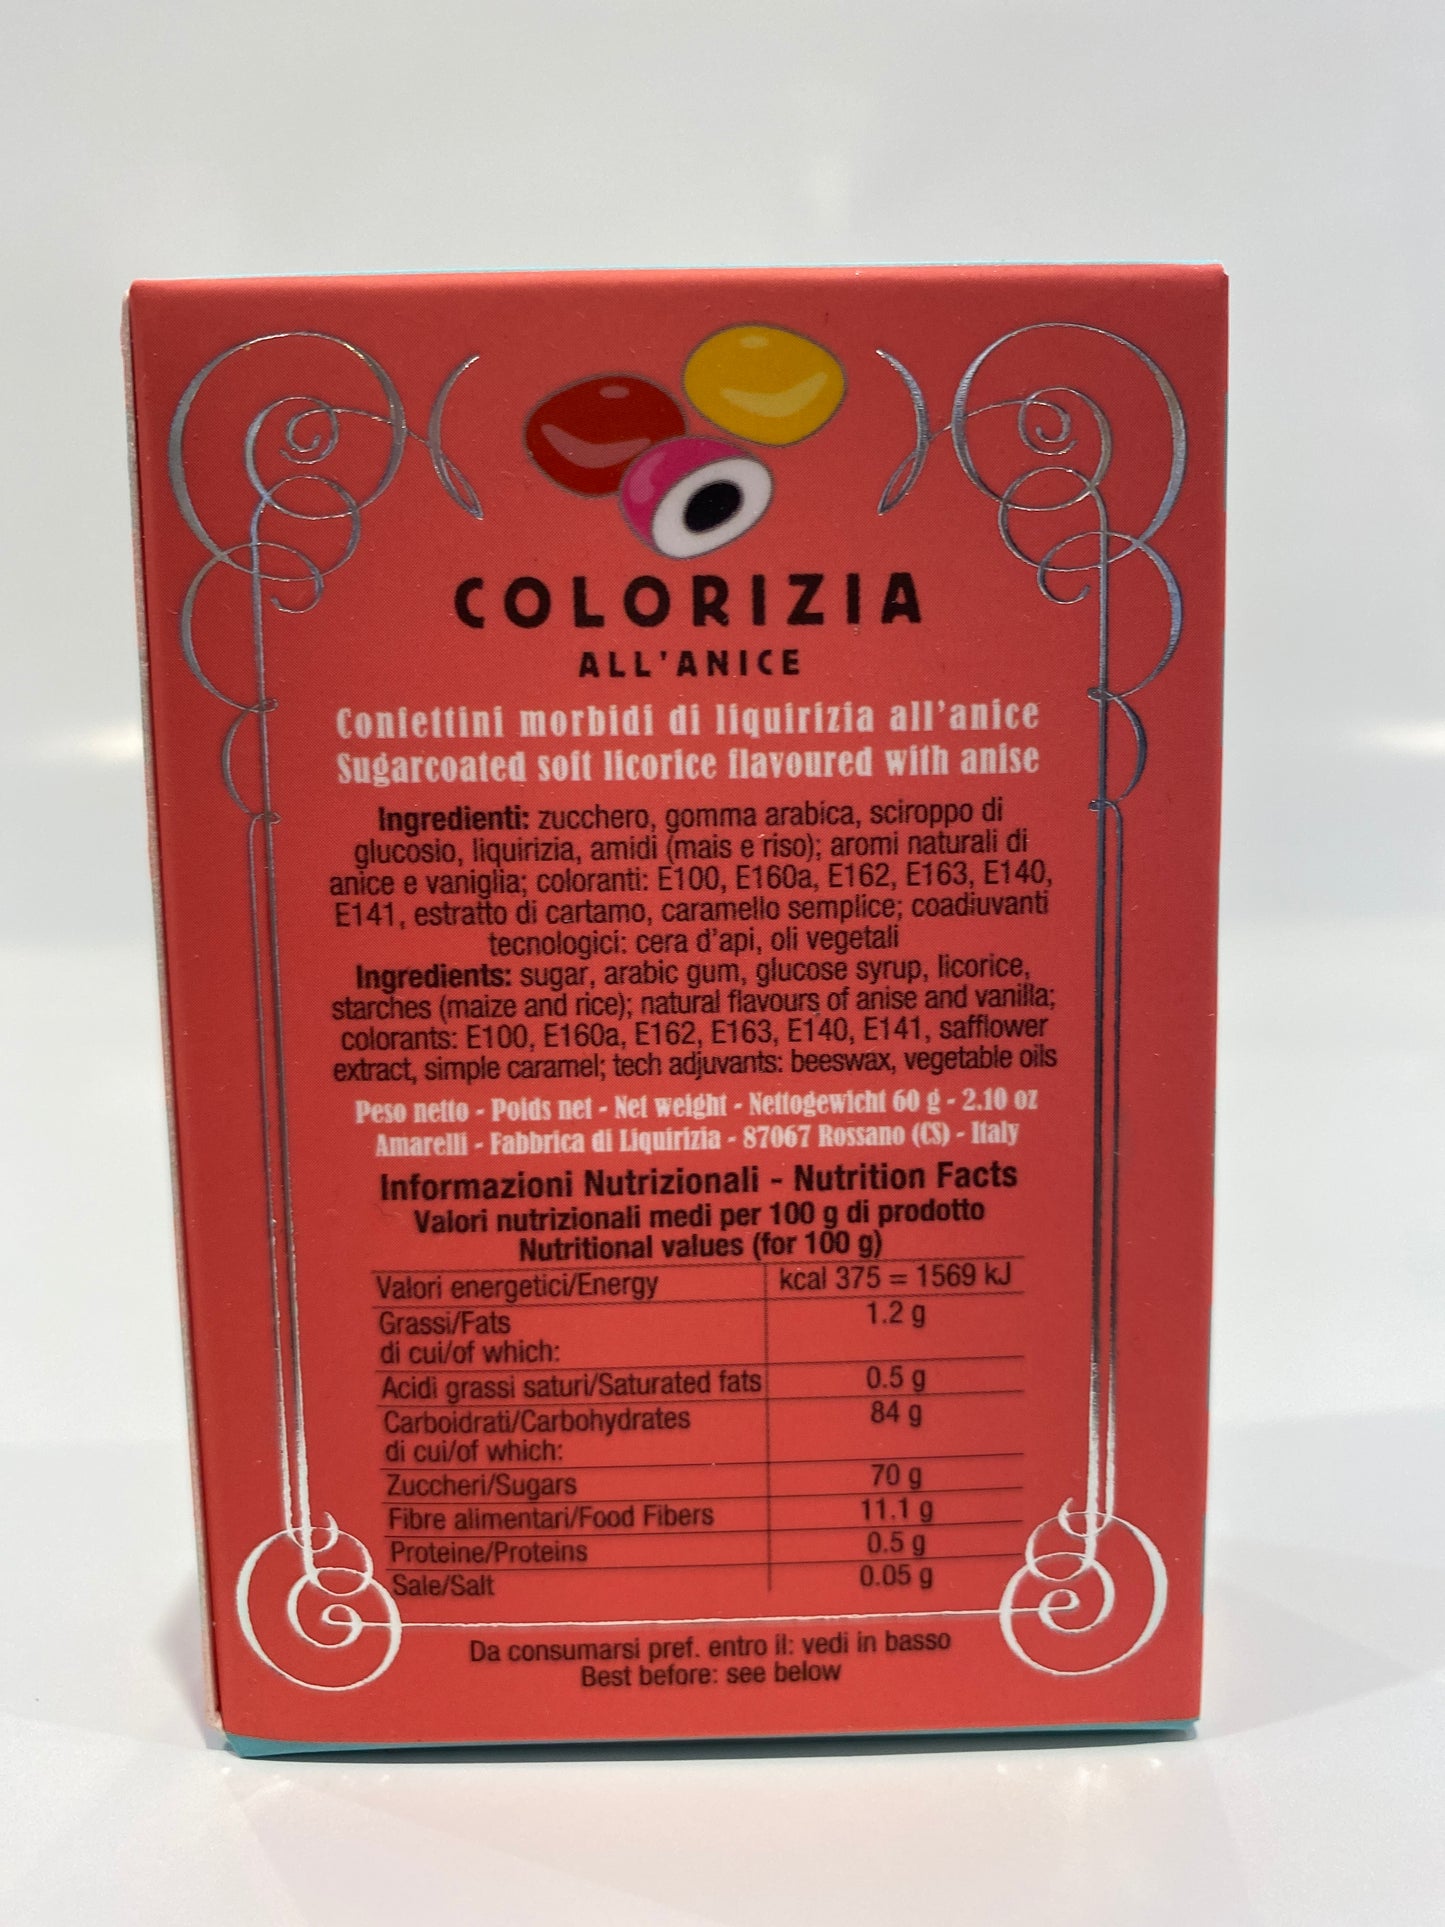 COLORIZIA
ALL'ANICE
Confettini morbidi di liquirizia all'anice
Sugarcoated soft licorice flavoured with anise
Ingredienti: zucchero, gomma arabica, sciroppo di
glucosio, liquirizia, amidi (mais e riso); aromi naturali di
anice e vaniglia; coloranti: E100, E160a, E162, E163, E140,
E141, estratto di cartamo, caramello semplice; coadiuvanti
tecnologici: cera d'api, oli vegetali
Ingredients: sugar, arabic gum, glucose syrup, licorice,
starches (maize and rice); natural flavours of anise and vanilla;
colorants: E100, E160a, E162, E163, E140, E141, safflower
extract, simple caramel; tech adjuvants: beeswax, vegetable oils
Peso netto - Poids net - Net weight - Nettogewicht 60 g - 2.10 oz
Amarelli - Fabbrica di Liquirizia - 87067 Rossano (CS) - Italy
Informazioni Nutrizionali - Nutrition Facts
Valori nutrizionali medi per 100 g di prodotto
Nutritional values (for 100 g)
Valori energetici/Energy kcal 375 = 1569 kJ
Grassi/Fats 1.2 g
di cui/of which:
Acidi grassi saturi/Saturated fats 0.5 g
Carboidrati/Carbohydrates 84 g
di cui/of which:
Zuccheri/Sugars 70 g
Fibre alimentari/Food Fibers 11.1 g
Proteine/Proteins 0.5 g
Sale/Salt 0.05 g
Da consumarsi pref. entro il: vedi in basso
Best before: see below